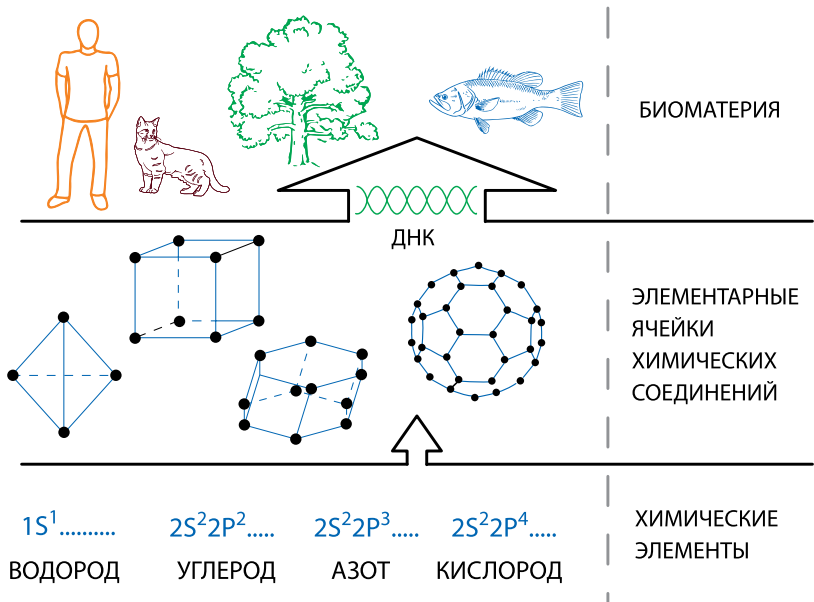 БИОМАТЕРИЯ
ДНК
ЭЛЕМЕНТАРНЫЕ
ЯЧЕЙКИ
ХИМИЧЕСКИХ
СОЕДИНЕНИЙ
1S¹.......... 2S²2P²..... 2S²2P³..... 2S²2P⁴.....
ВОДОРОД УГЛЕРОД АЗОТ КИСЛОРОД
ХИМИЧЕСКИЕ
ЭЛЕМЕНТЫ